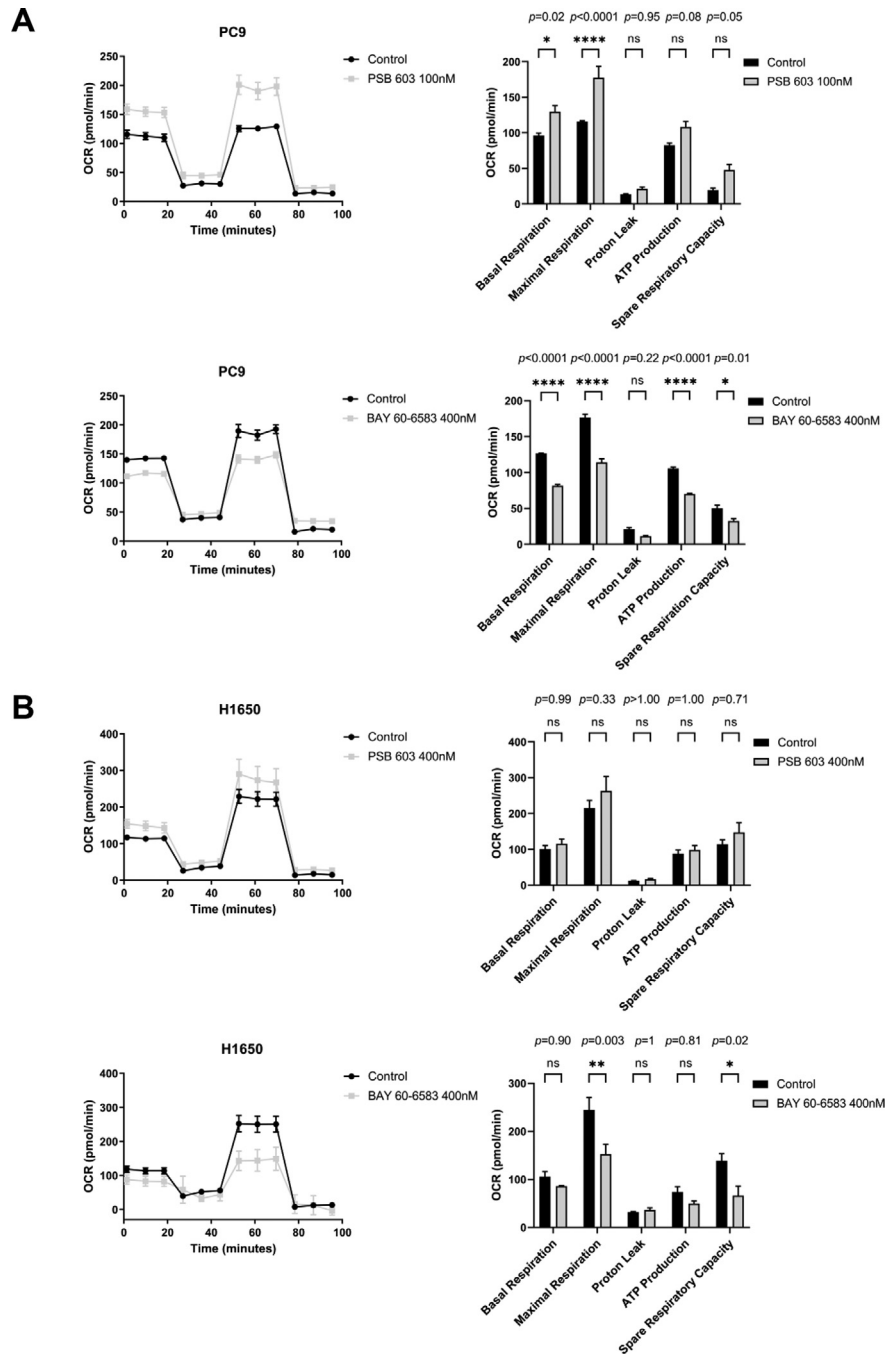 A
PC9
Control
PSB 603 100nM
OCR (pmol/min)
250
200
150
100
50
0
0 20 40 60 80 100
Time (minutes)
p=0.02 p<0.0001 p=0.95 p=0.08 p=0.05
* **** ns ns ns
Control
PSB 603 100nM
OCR (pmol/min)
200
150
100
50
0
Basal Respiration
Maximal Respiration
Proton Leak
ATP Production
Spare Respiratory Capacity
PC9
Control
BAY 60-6583 400nM
OCR (pmol/min)
250
200
150
100
50
0
0 20 40 60 80 100
Time (minutes)
p<0.0001 p<0.0001 p=0.22 p<0.0001 p=0.01
**** **** ns **** *
Control
BAY 60-6583 400nM
OCR (pmol/min)
200
150
100
50
0
Basal Respiration
Maximal Respiration
Proton Leak
ATP Production
Spare Respiration Capacity
B
H1650
Control
PSB 603 400nM
OCR (pmol/min)
400
300
200
100
0
0 20 40 60 80 100
Time (minutes)
p=0.99 p=0.33 p>1.00 p=1.00 p=0.71
ns ns ns ns ns
Control
PSB 603 400nM
OCR (pmol/min)
400
300
200
100
0
Basal Respiration
Maximal Respiration
Proton Leak
ATP Production
Spare Respiratory Capacity
H1650
Control
BAY 60-6583 400nM
OCR (pmol/min)
400
300
200
100
0
0 20 40 60 80 100
Time (minutes)
p=0.90 p=0.003 p=1 p=0.81 p=0.02
ns ** ns ns *
Control
BAY 60-6583 400nM
OCR (pmol/min)
300
200
100
0
Basal Respiration
Maximal Respiration
Proton Leak
ATP Production
Spare Respiratory Capacity